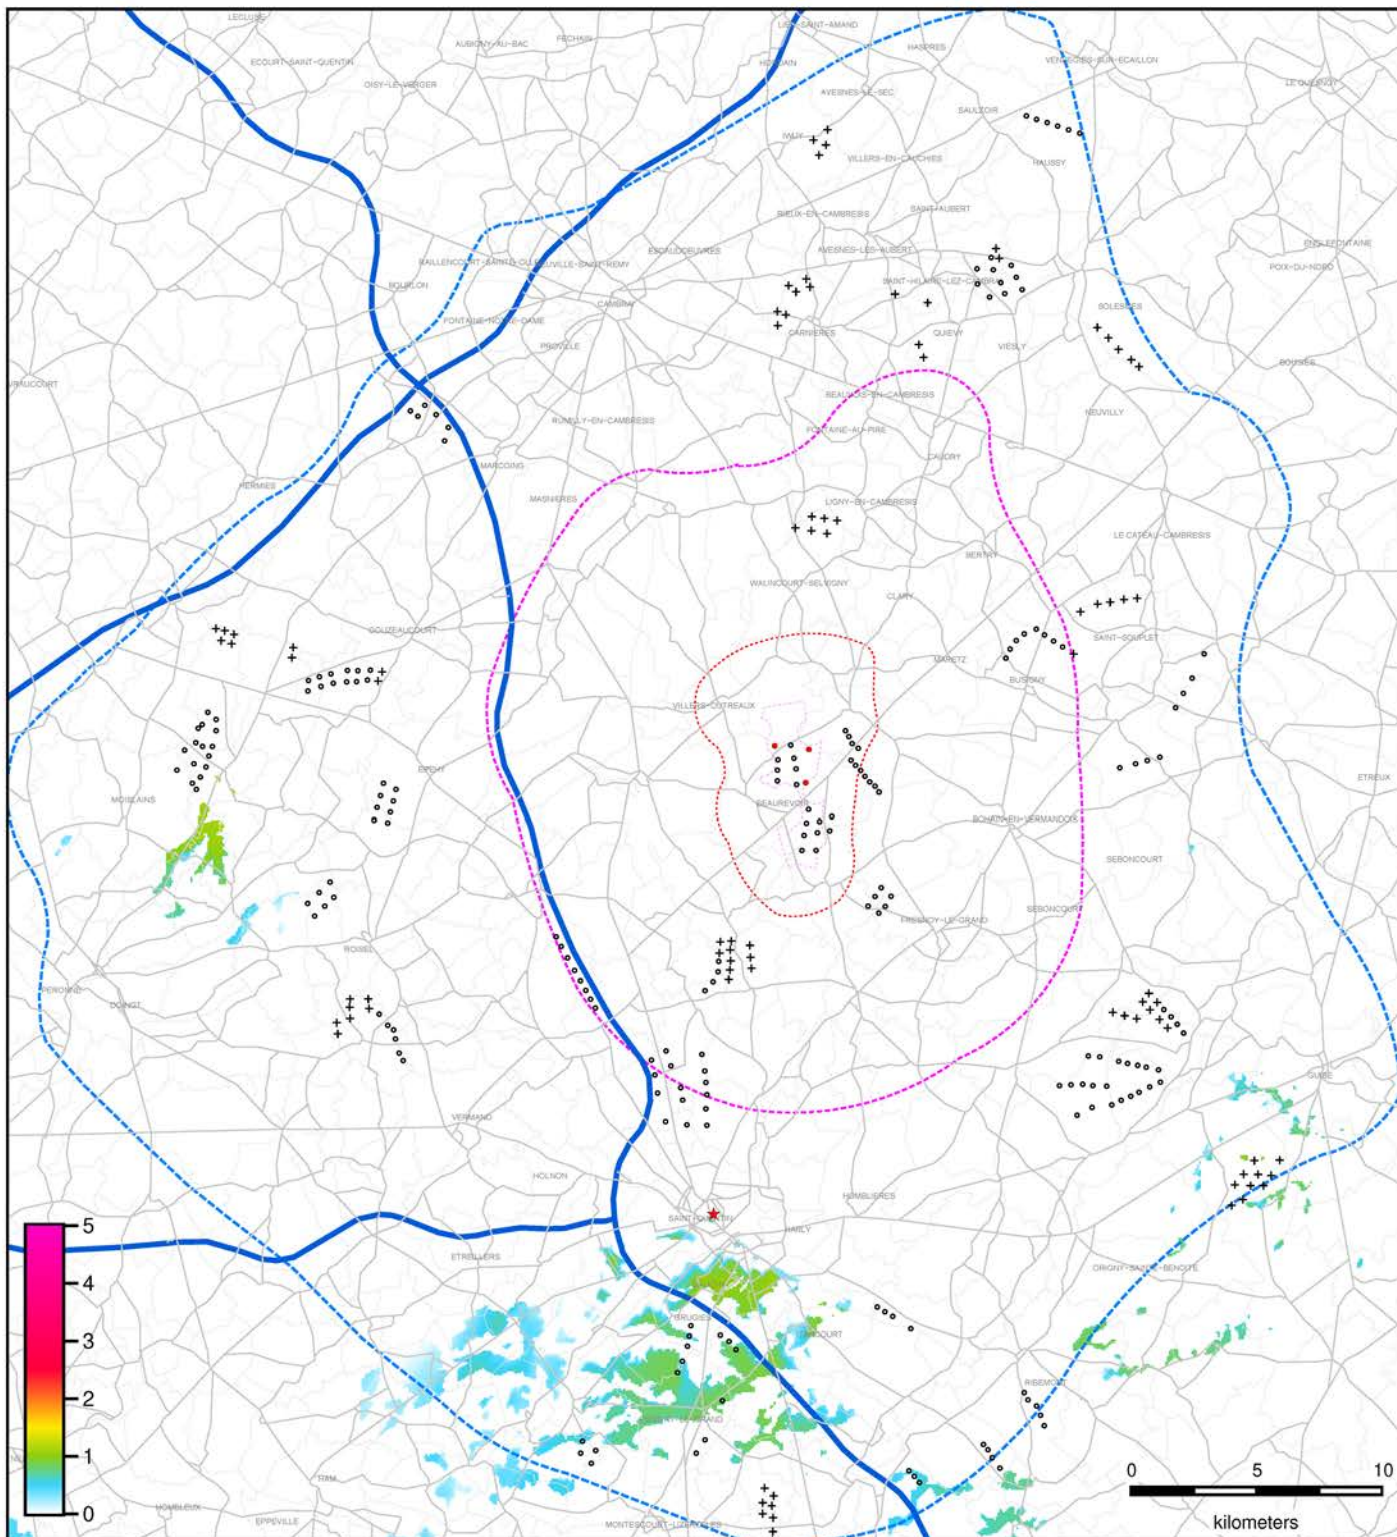 LECLUSE
LIEU-SAINT-AMAND
FECHAIN
AUBIGNY-AU-BAC
HASPRES
ECOURT-SAINT-QUENTIN
HORDAIN
VENDEGIES-SUR-ECAILLON
OISY-LE-VERGER
LE QUESNOY
AVESNES-LE-SEC
SAULZOIR
IWUY
VILLERS-EN-CAUCHIES
HAUSSY
SAINT-AUBERT
RIEUX-EN-CAMBRESIS
ENGLEFONTAINE
ESCAUDOEUVRES
AVESNES-LES-AUBERT
POIX-DU-NORD
BOURLON
CAMBRAI
SOLESMES
FONTAINE-NOTRE-DAME
CARNIERES
QUIEVY
VIESLY
PROVILLE
BOUSIES
BEAUVOIS-EN-CAMBRESIS
NEUVILLY
RUMILLY-EN-CAMBRESIS
FONTAINE-AU-PIRE
CAUDRY
MARCOING
HERMIES
MASNIERES
LIGNY-EN-CAMBRESIS
LE CATEAU-CAMBRESIS
BERTRY
WALINCOURT-SELVIGNY
CLARY
GOUZEAUCOURT
SAINT-SOUPLET
MARETZ
BUSIGNY
VILLERS-OUTREAUX
EPEHY
ETREUX
MOISLAINS
BEAUREVOIR
BOHAIN-EN-VERMANDOIS
SEBONCOURT
SEBONCOURT
FRESNOY-LE-GRAND
ROISEL
PERONNE
DOINGT
GUISE
VERMAND
HOLNON
HOMBLIERES
HARLY
ETREILLERS
ORIGNY-SAINTE-BENOITE
5
4
3
2
1
0
RIBEMONT
HAM
HOMBLEUX
EPPEVILLE
MONTESCOURT-LIZEROLLES
0 5 10
kilometers